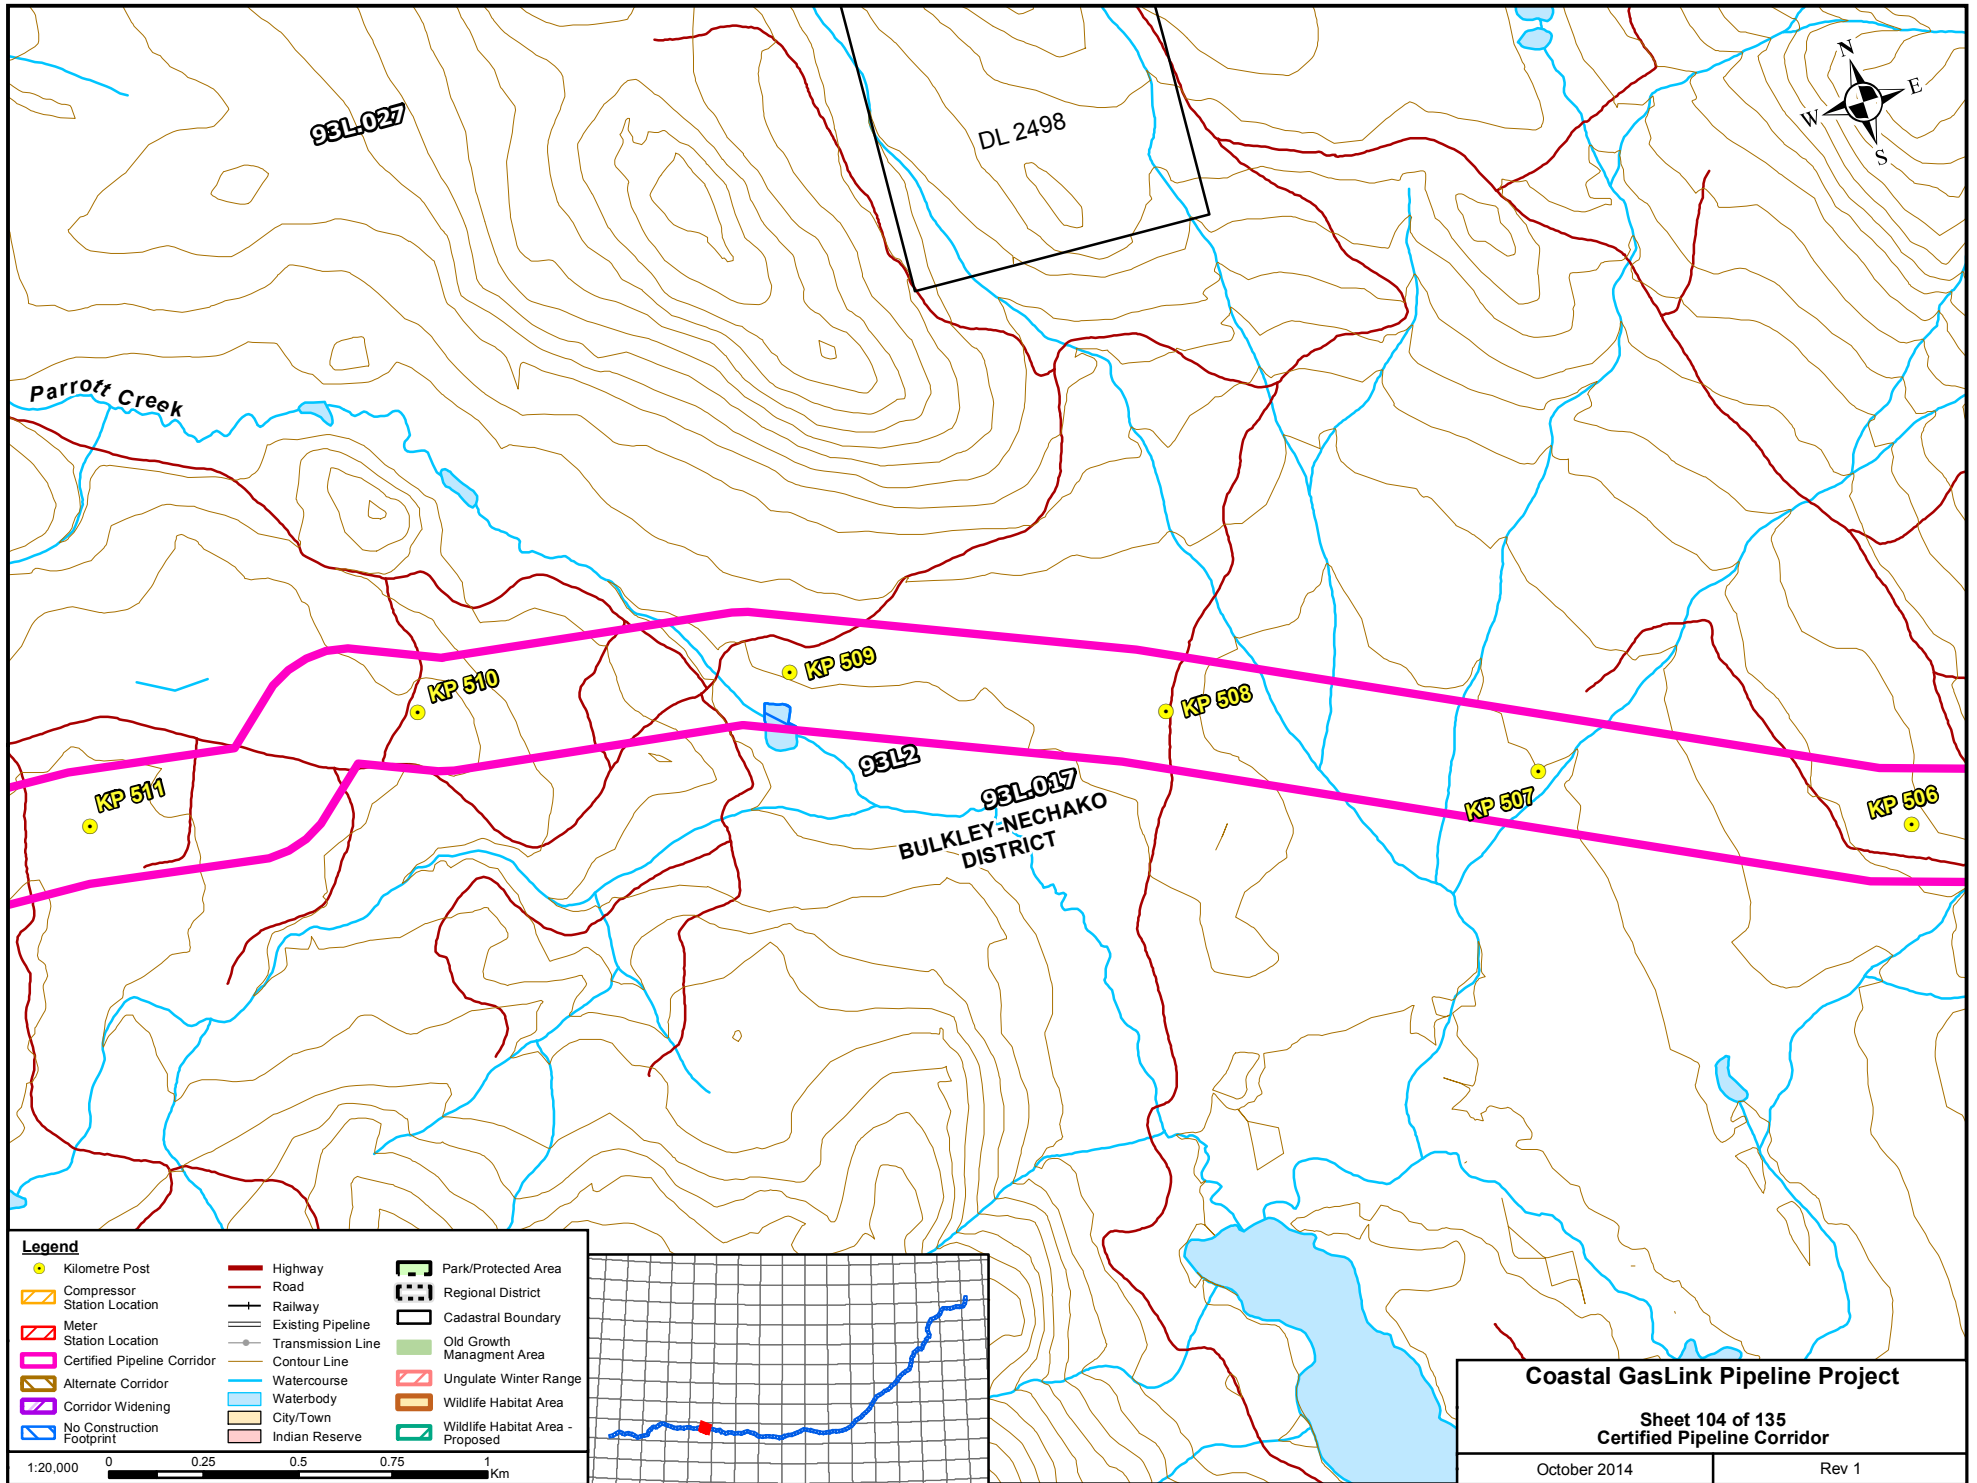 N
E
W
S
93L.027
DL 2498
Parrott Creek
KP 509
KP 510
KP 508
93L2
KP 511
93L.017
KP 507
KP 506
BULKLEY-NECHAKO
DISTRICT
Legend
Kilometre Post
Compressor
Station Location
Meter
Station Location
Certified Pipeline Corridor
Alternate Corridor
Corridor Widening
No Construction
Footprint
Highway
Road
Railway
Existing Pipeline
Transmission Line
Contour Line
Watercourse
Waterbody
City/Town
Indian Reserve
Park/Protected Area
Regional District
Cadastral Boundary
Old Growth
Managment Area
Ungulate Winter Range
Wildlife Habitat Area
Wildlife Habitat Area -
Proposed
1:20,000
0 0.25 0.5 0.75 1
Km
Coastal GasLink Pipeline Project
Sheet 104 of 135
Certified Pipeline Corridor
October 2014 Rev 1